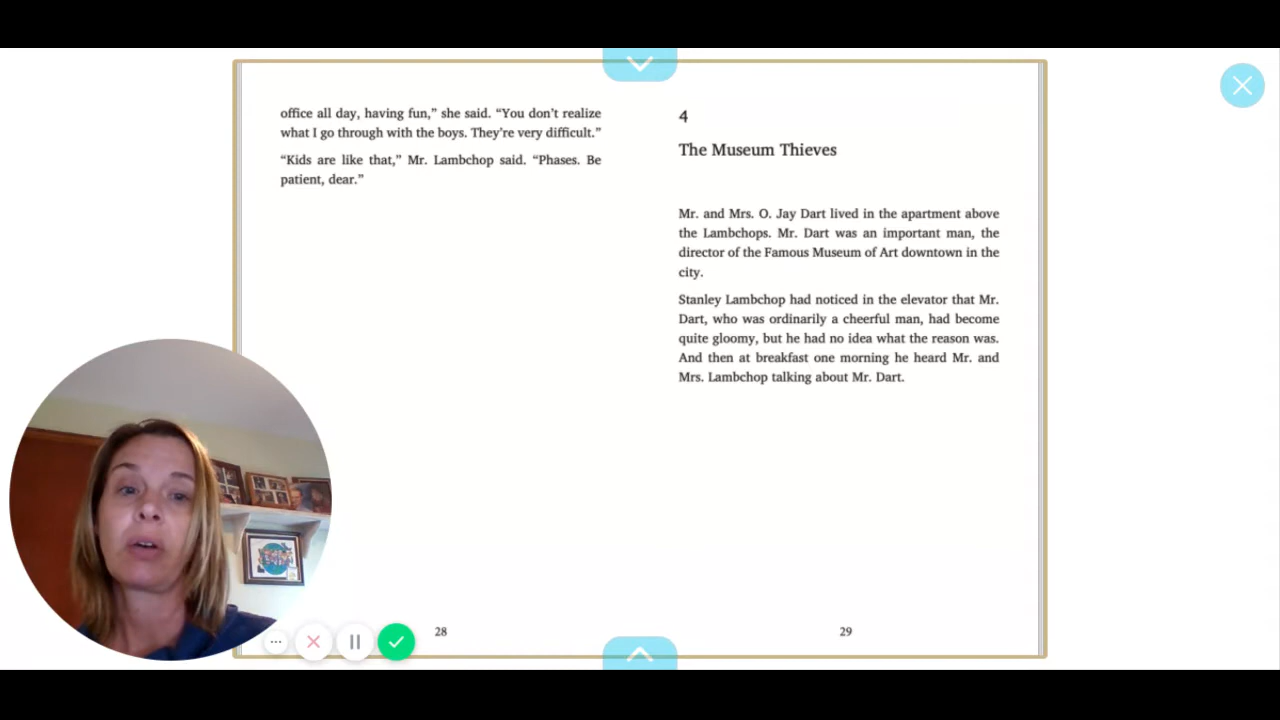 office all day, having fun,” she said. “You don’t realize
what I go through with the boys. They’re very difficult.”
“Kids are like that,” Mr. Lambchop said. “Phases. Be
patient, dear.”
28
4
The Museum Thieves
Mr. and Mrs. O. Jay Dart lived in the apartment above
the Lambchops. Mr. Dart was an important man, the
director of the Famous Museum of Art downtown in the
city.
Stanley Lambchop had noticed in the elevator that Mr.
Dart, who was ordinarily a cheerful man, had become
quite gloomy, but he had no idea what the reason was.
And then at breakfast one morning he heard Mr. and
Mrs. Lambchop talking about Mr. Dart.
29